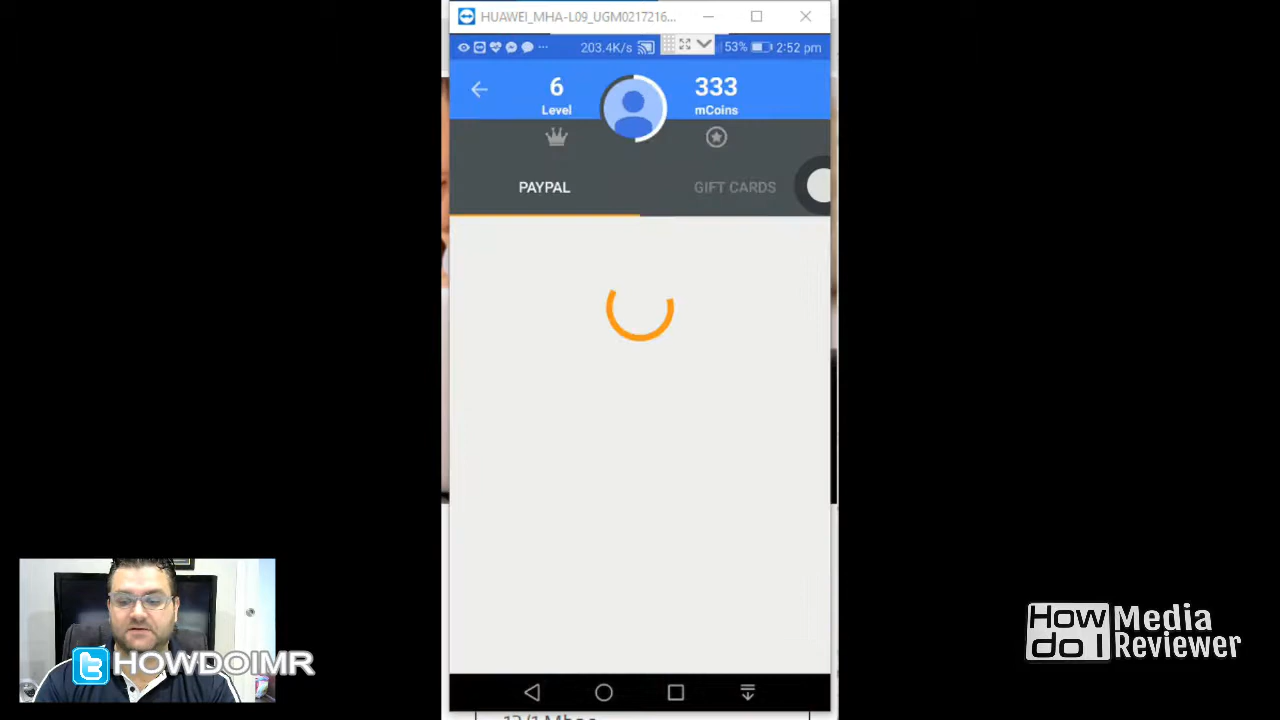 HUAWEI_MHA-L09_UGM0217216...
203.4K/s 53% 2:52 pm
6 333
Level mCoins
PAYPAL GIFT CARDS
HOWDOIMR
How Media
do I Reviewer